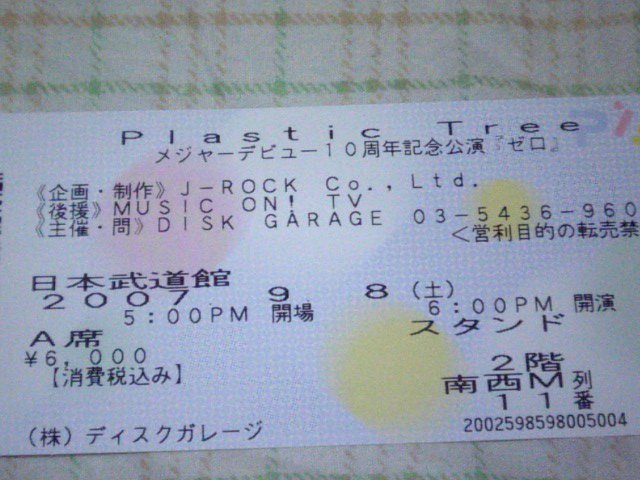 Plastic Tree
メジャーデビュー10周年記念公演『ゼロ』
《企画・制作》J-ROCK Co.,Ltd.
《後援》MUSIC ON! TV
《主催・問》DISK GARAGE 03-5436-960
<営利目的の転売禁
日本武道館
2007 9 8(土)
5:00PM 開場 6:00PM 開演
A席 スタンド
¥6,000 2階
【消費税込み】 南西M列
11番
(株)ディスクガレージ 2002598598005004